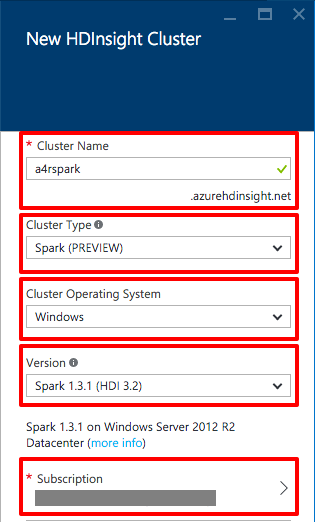 New HDInsight Cluster
* Cluster Name
a4rspark
.azurehdinsight.net
Cluster Type
Spark (PREVIEW)
Cluster Operating System
Windows
Version
Spark 1.3.1 (HDI 3.2)
Spark 1.3.1 on Windows Server 2012 R2
Datacenter (more info)
* Subscription